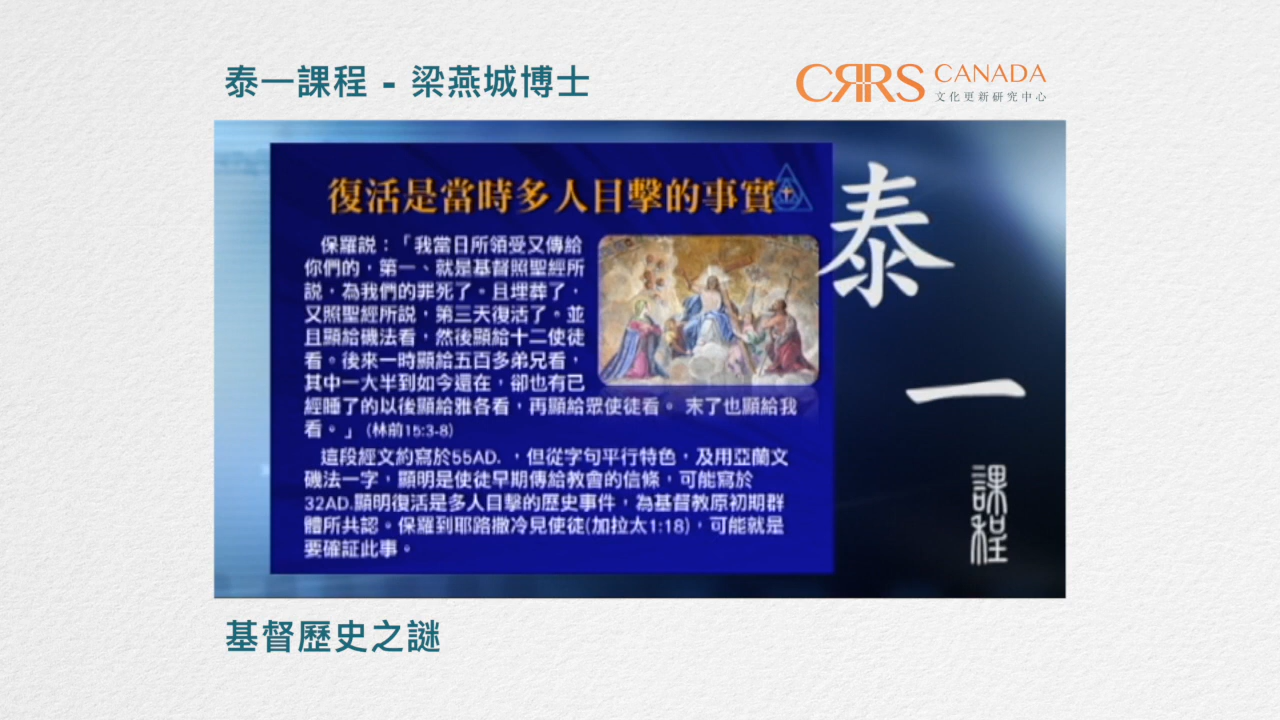 泰一課程 - 梁燕城博士
CRRS CANADA
文化更新研究中心
復活是當時多人目擊的事實
保羅説：「我當日所領受又傳給
你們的，第一、就是基督照聖經所
説，為我們的罪死了。且埋葬了，
又照聖經所説，第三天復活了。並
且顯給磯法看，然後顯給十二使徒
看。後來一時顯給五百多弟兄看，
其中一大半到如今還在，卻也有已
經睡了的以後顯給雅各看，再顯給眾使徒看。 末了也顯給我
看。」(林前15:3-8)
這段經文約寫於55AD. ，但從字句平行特色，及用亞蘭文
磯法一字，顯明是使徒早期傳給教會的信條，可能寫於
32AD.顯明復活是多人目擊的歷史事件，為基督教原初期群
體所共認。保羅到耶路撒冷見使徒(加拉太1:18)，可能就是
要確証此事。
泰一
課程
基督歷史之謎